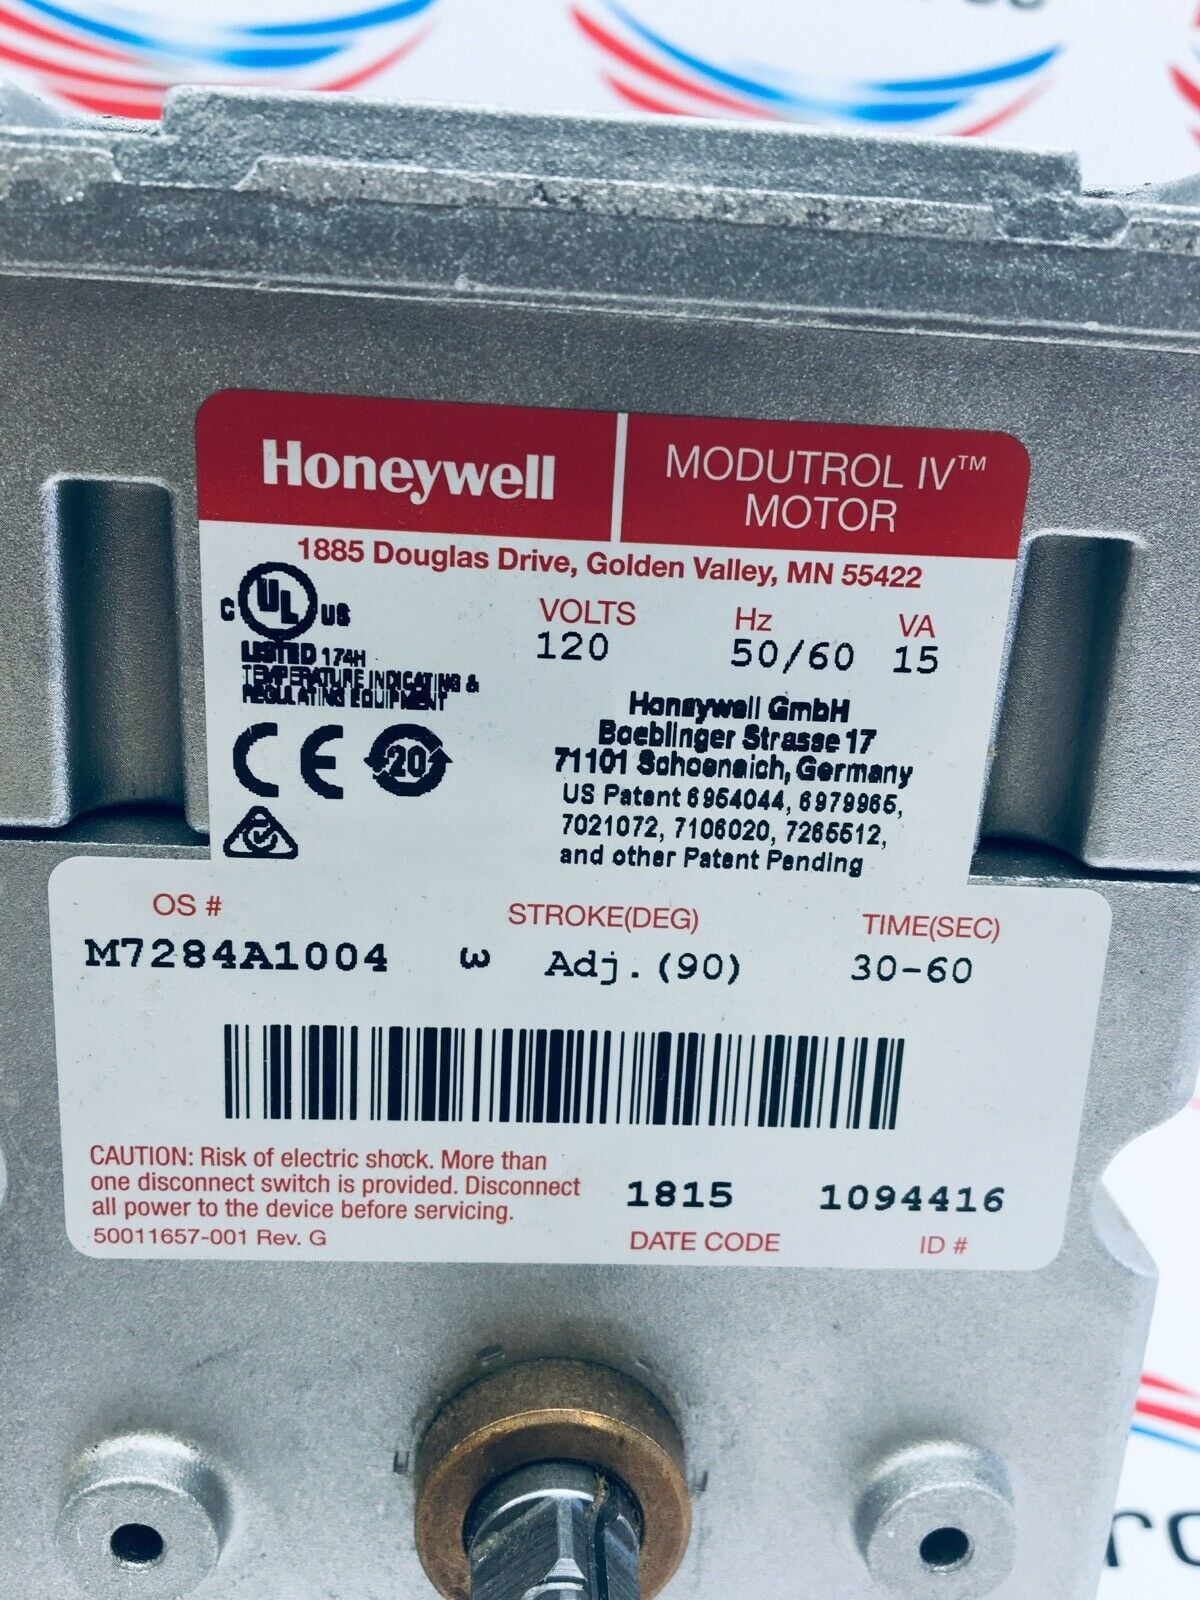 Honeywell
MODUTROL IV™
MOTOR
1885 Douglas Drive, Golden Valley, MN 55422
C UL US
LISTED 174H
TEMPERATURE INDICATING &
REGULATING EQUIPMENT
VOLTS Hz VA
120 50/60 15
CE 20
Honeywell GmbH
Boeblinger Strasse 17
71101 Schoenaich, Germany
US Patent 6954044, 6979965,
7021072, 7106020, 7265512,
and other Patent Pending
OS # STROKE(DEG) TIME(SEC)
M7284A1004 ω Adj.(90) 30-60
CAUTION: Risk of electric shock. More than
one disconnect switch is provided. Disconnect
all power to the device before servicing.
50011657-001 Rev. G
1815 1094416
DATE CODE ID #